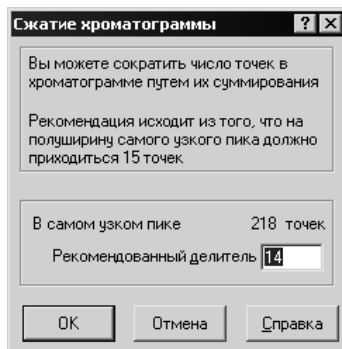 Сжатие хроматограммы
Вы можете сократить число точек в
хроматограмме путем их суммирования
Рекомендация исходит из того, что на
полуширину самого узкого пика должно
приходиться 15 точек
В самом узком пике 218 точек
Рекомендованный делитель 14
OK Отмена Справка